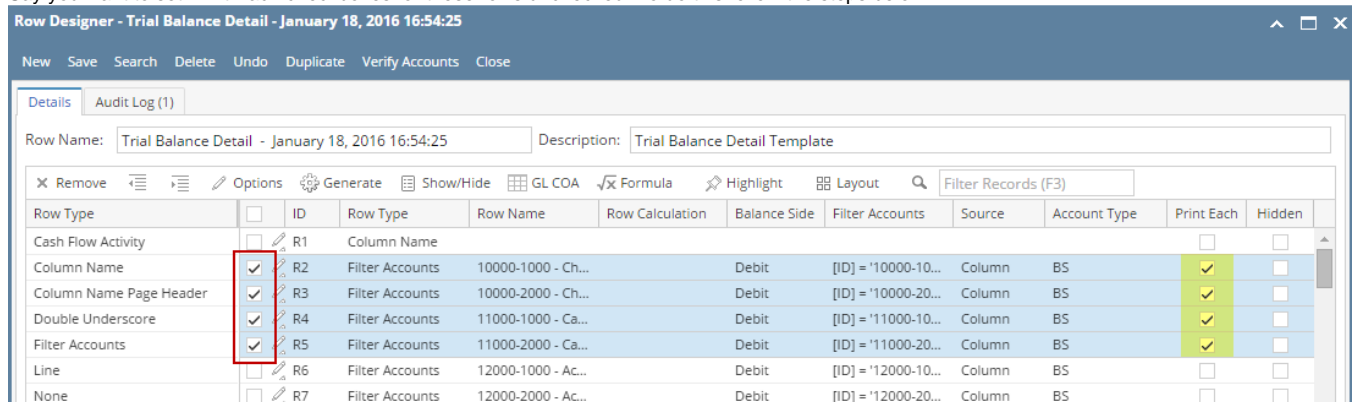 Row Designer - Trial Balance Detail - January 18, 2016 16:54:25
New Save Search Delete Undo Duplicate Verify Accounts Close
Details Audit Log (1)
Row Name: Trial Balance Detail - January 18, 2016 16:54:25 Description: Trial Balance Detail Template
Remove Options Generate Show/Hide GL COA Formula Highlight Layout Filter Records (F3)
Row Type ID Row Type Row Name Row Calculation Balance Side Filter Accounts Source Account Type Print Each Hidden
Cash Flow Activity R1 Column Name
Column Name R2 Filter Accounts 10000-1000 - Ch... Debit [ID] = '10000-10... Column BS
Column Name Page Header R3 Filter Accounts 10000-2000 - Ch... Debit [ID] = '10000-20... Column BS
Double Underscore R4 Filter Accounts 11000-1000 - Ca... Debit [ID] = '11000-10... Column BS
Filter Accounts R5 Filter Accounts 11000-2000 - Ca... Debit [ID] = '11000-20... Column BS
Line R6 Filter Accounts 12000-1000 - Ac... Debit [ID] = '12000-10... Column BS
None R7 Filter Accounts 12000-2000 - Ac... Debit [ID] = '12000-20... Column BS